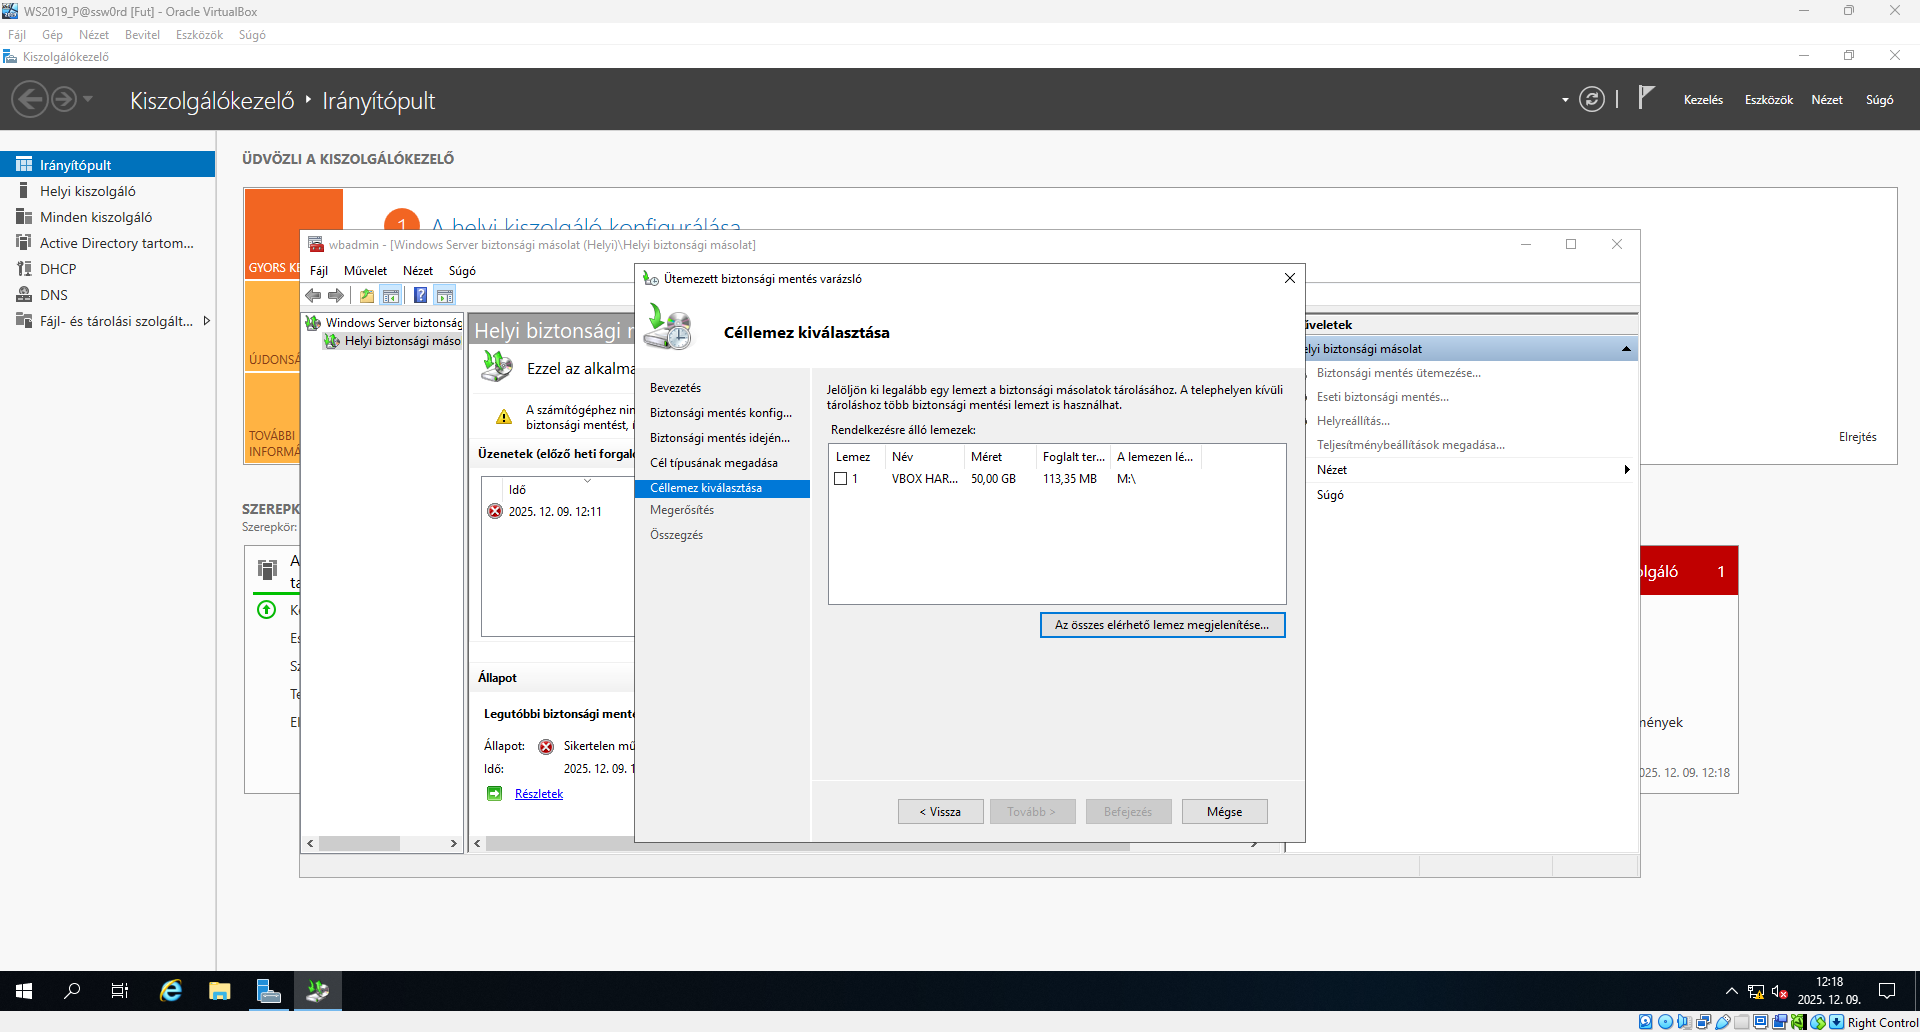 WS2019_P@ssw0rd [Fut] - Oracle VirtualBox
Fájl Gép Nézet Bevitel Eszközök Súgó
Kiszolgálókezelő
Kiszolgálókezelő ‣ Irányítópult
Kezelés Eszközök Nézet Súgó
Irányítópult
Helyi kiszolgáló
Minden kiszolgáló
Active Directory tartom...
DHCP
DNS
Fájl- és tárolási szolgált...
ÜDVÖZLI A KISZOLGÁLÓKEZELŐ
1 A helyi kiszolgáló konfigurálása
GYORS KE
ÚJDONSÁ
TOVÁBBI
INFORMÁ
Elrejtés
SZEREPK
Szerepkör:
wbadmin - [Windows Server biztonsági másolat (Helyi)\Helyi biztonsági másolat]
Fájl Művelet Nézet Súgó
Windows Server biztonság
Helyi biztonsági máso
Helyi biztonsági
Ezzel az alkalma
A számítógéphez nin
biztonsági mentést,
Üzenetek (előző heti forgal
Idő
2025. 12. 09. 12:11
Állapot
Legutóbbi biztonsági ment
Állapot: Sikertelen mű
Idő: 2025. 12. 09. 1
Részletek
Ütemezett biztonsági mentés varázsló
Céllemez kiválasztása
Bevezetés
Biztonsági mentés konfig...
Biztonsági mentés idején...
Cél típusának megadása
Céllemez kiválasztása
Megerősítés
Összegzés
Jelöljön ki legalább egy lemezt a biztonsági másolatok tárolásához. A telephelyen kívüli
tároláshoz több biztonsági mentési lemezt is használhat.
Rendelkezésre álló lemezek:
Lemez Név Méret Foglalt ter... A lemezen lé...
1 VBOX HAR... 50,00 GB 113,35 MB M:\
Az összes elérhető lemez megjelenítése...
< Vissza Tovább > Befejezés Mégse
űveletek
elyi biztonsági másolat
Biztonsági mentés ütemezése...
Eseti biztonsági mentés...
Helyreállítás...
Teljesítménybeállítások megadása...
Nézet
Súgó
olgáló 1
mények
025. 12. 09. 12:18
12:18
2025. 12. 09.
Right Control